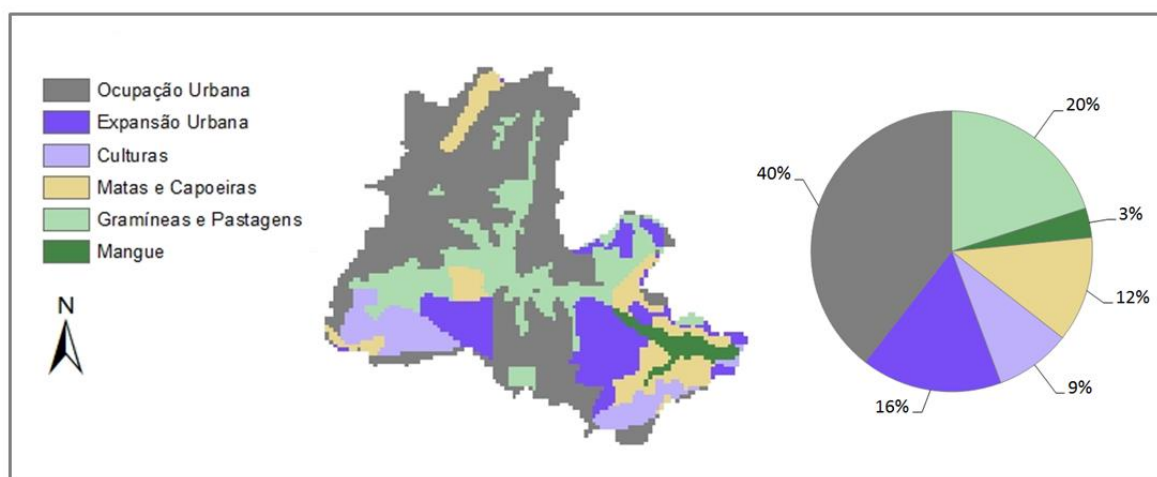 Ocupação Urbana
Expansão Urbana
Culturas
Matas e Capoeiras
Gramíneas e Pastagens
Mangue
N
20%
3%
12%
9%
16%
40%